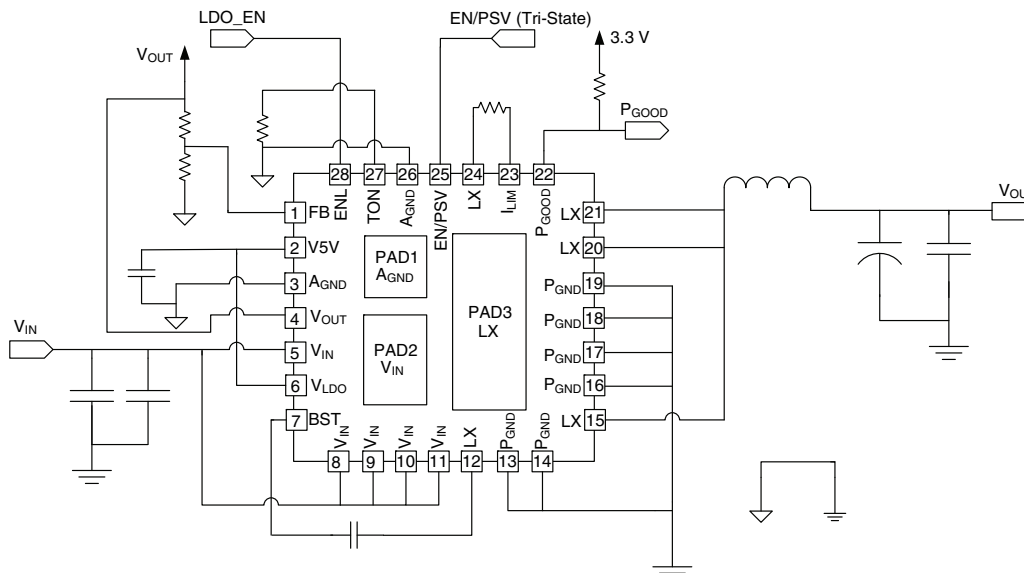 LDO_EN
EN/PSV (Tri-State)
3.3 V
VOUT
PGOOD
28 27 26 25 24 23 22
ENL TON AGND EN/PSV LX ILIM PGOOD
1 FB
2 V5V
3 AGND
4 VOUT
5 VIN
6 VLDO
7 BST
PAD1
AGND
PAD2
VIN
PAD3
LX
LX 21
LX 20
PGND 19
PGND 18
PGND 17
PGND 16
LX 15
VIN
VOU
VIN VIN VIN VIN LX PGND PGND
8 9 10 11 12 13 14